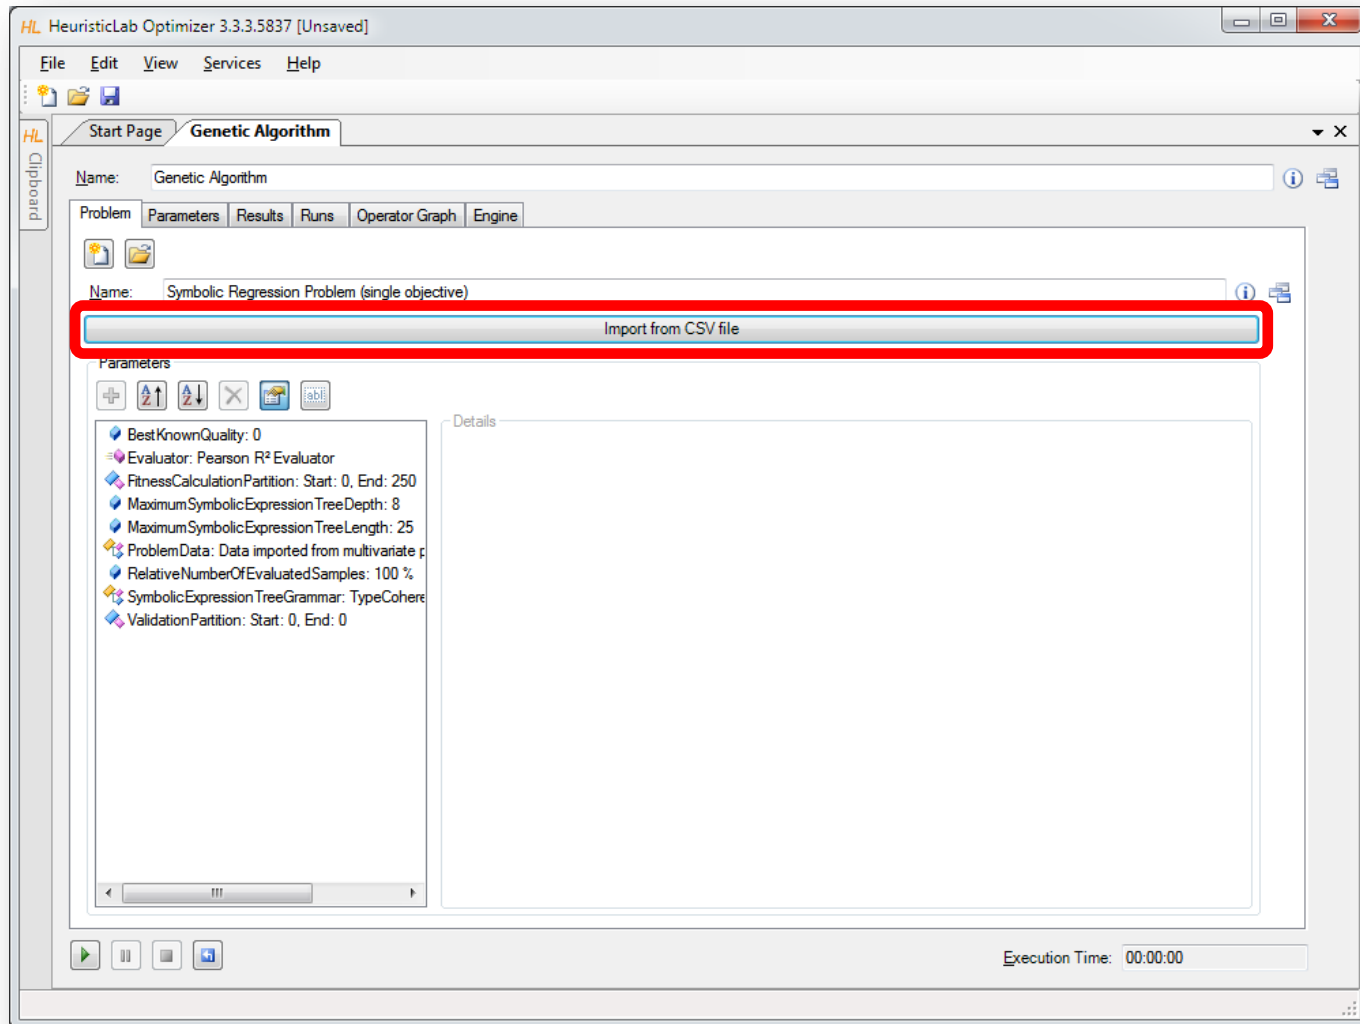 HL HeuristicLab Optimizer 3.3.3.5837 [Unsaved]
File Edit View Services Help
HL Clipboard
Start Page Genetic Algorithm
Name: Genetic Algorithm
Problem Parameters Results Runs Operator Graph Engine
Name: Symbolic Regression Problem (single objective)
Import from CSV file
Parameters
Details
BestKnownQuality: 0
Evaluator: Pearson R² Evaluator
FitnessCalculationPartition: Start: 0, End: 250
MaximumSymbolicExpressionTreeDepth: 8
MaximumSymbolicExpressionTreeLength: 25
ProblemData: Data imported from multivariate p
RelativeNumberOfEvaluatedSamples: 100 %
SymbolicExpressionTreeGrammar: TypeCohere
ValidationPartition: Start: 0, End: 0
Execution Time: 00:00:00